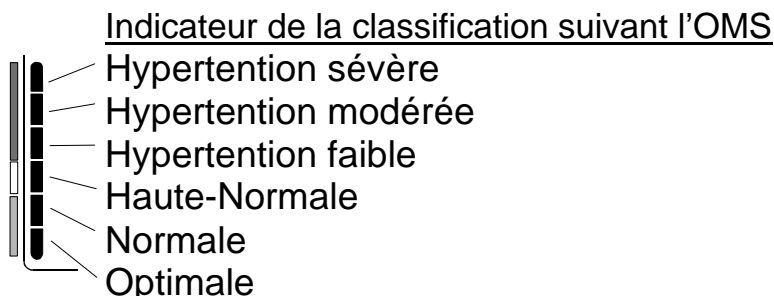 Indicateur de la classification suivant l’OMS
Hypertention sévère
Hypertention modérée
Hypertention faible
Haute-Normale
Normale
Optimale